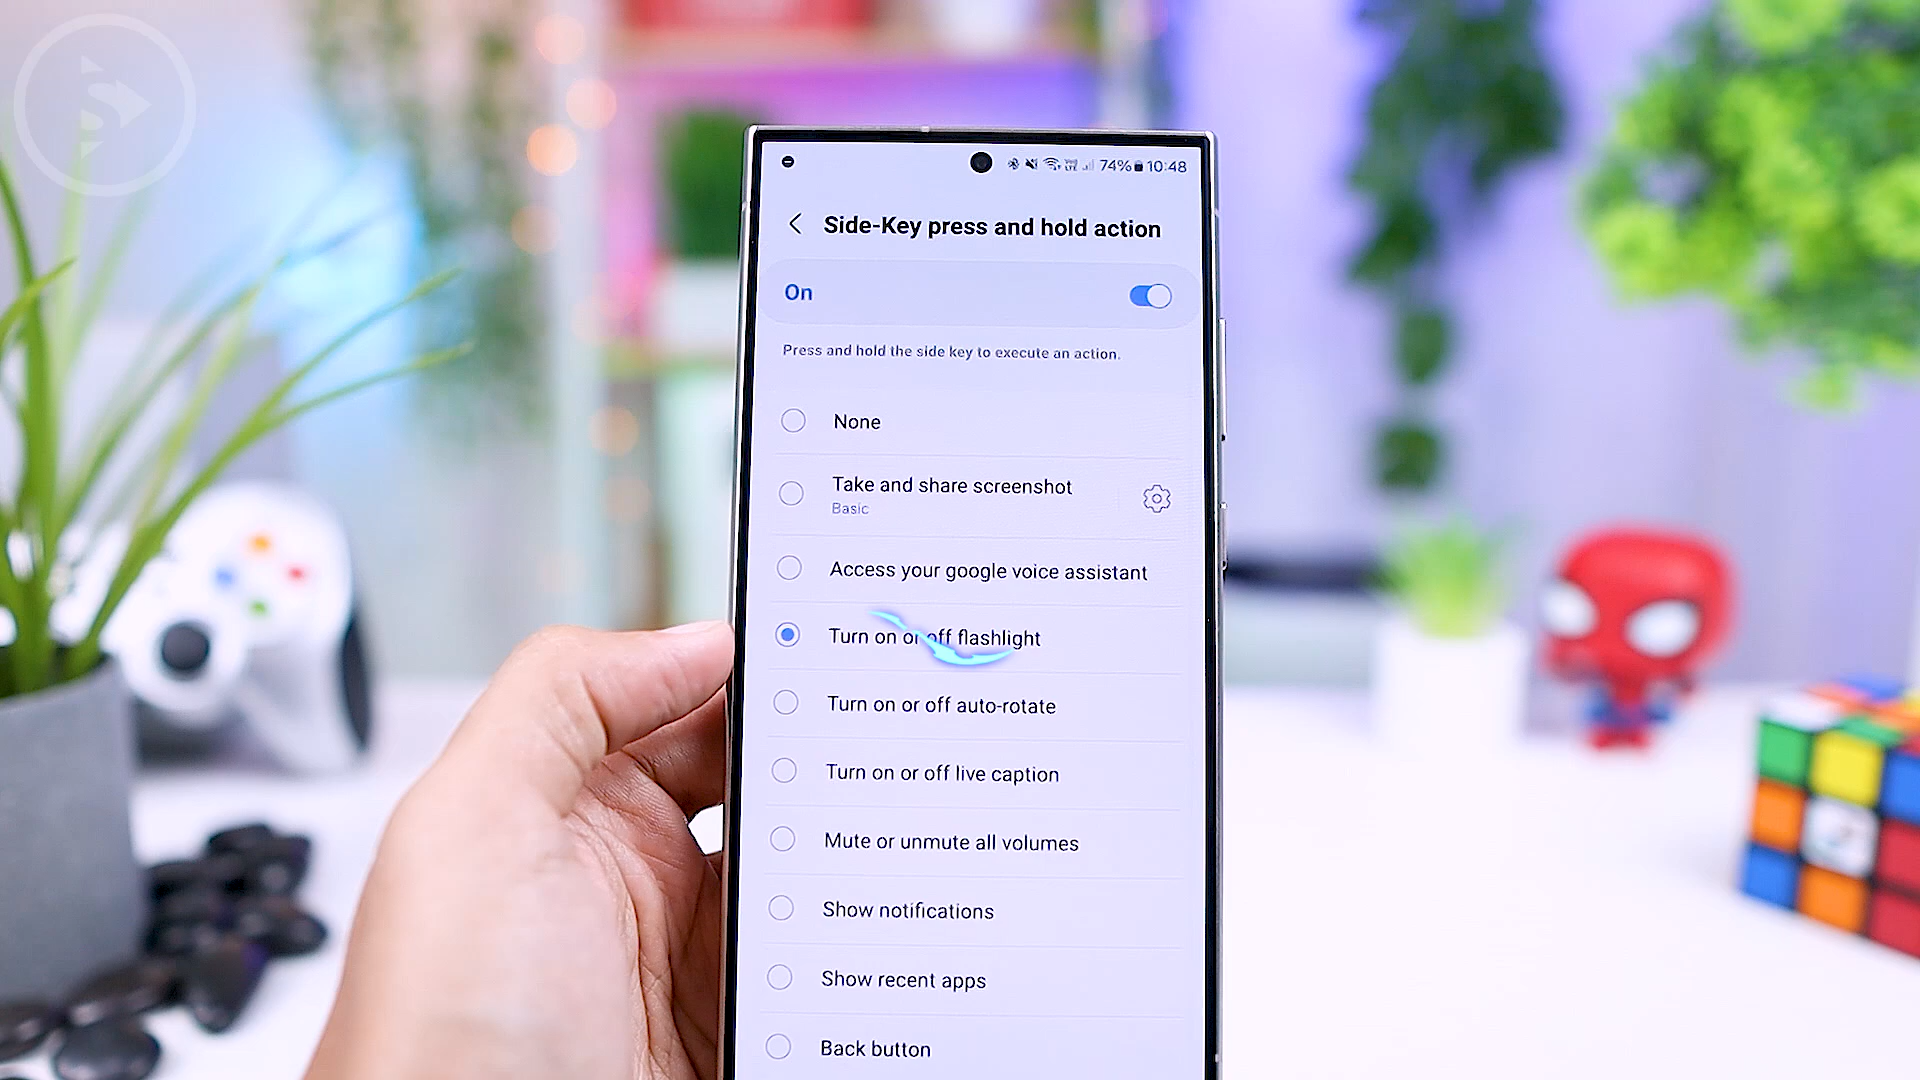 74% 10:48
Side-Key press and hold action
On
Press and hold the side key to execute an action.
None
Take and share screenshot
Basic
Access your google voice assistant
Turn on or off flashlight
Turn on or off auto-rotate
Turn on or off live caption
Mute or unmute all volumes
Show notifications
Show recent apps
Back button